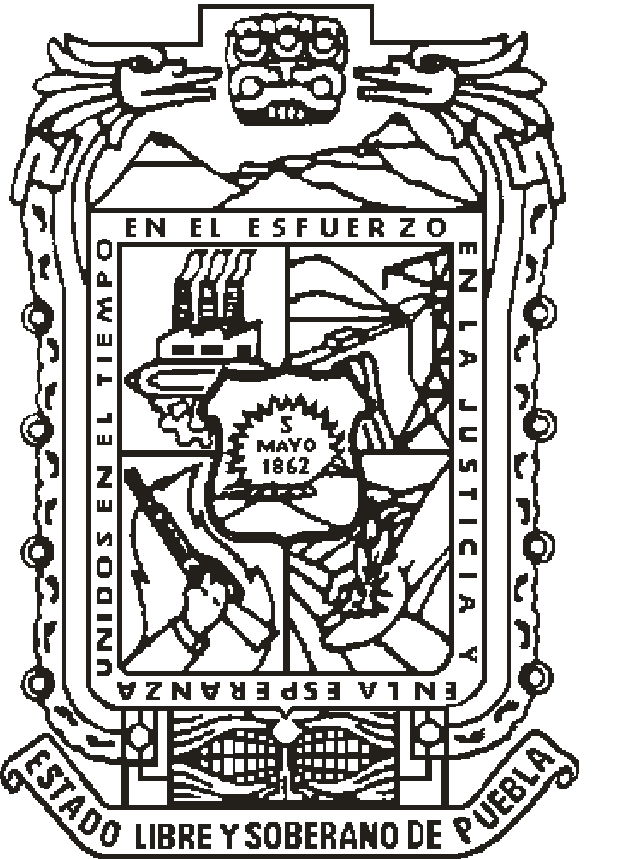 UNIDOS EN EL TIEMPO
EN EL ESFUERZO
EN LA JUSTICIA Y
EN LA ESPERANZA
5
MAYO
1862
ESTADO LIBRE Y SOBERANO DE PUEBLA